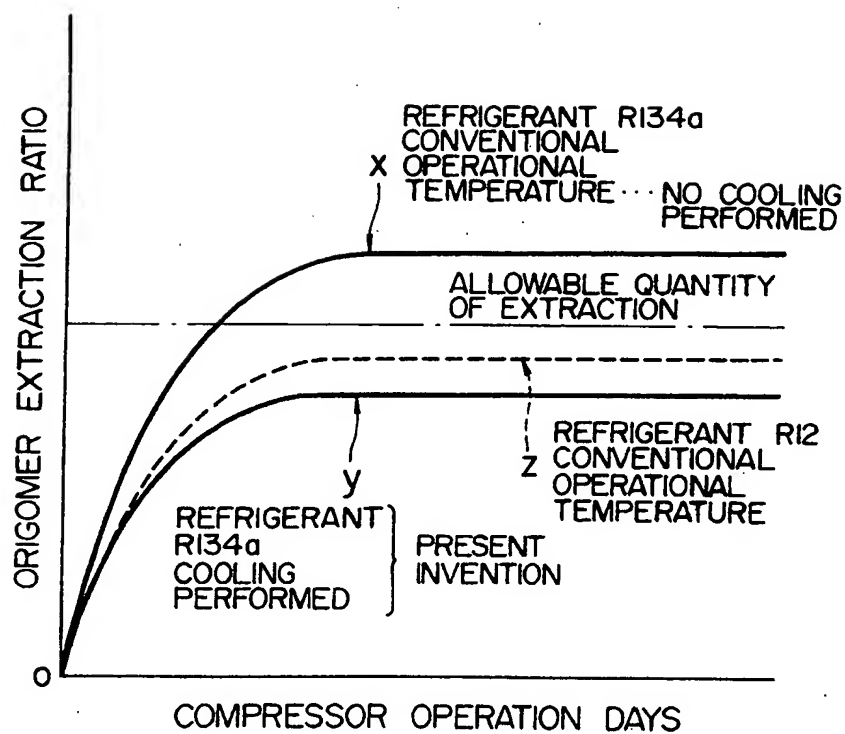 ORIGOMER EXTRACTION RATIO
REFRIGERANT R134a
CONVENTIONAL
X OPERATIONAL
TEMPERATURE ··· NO COOLING
PERFORMED
ALLOWABLE QUANTITY
OF EXTRACTION
REFRIGERANT R12
Z CONVENTIONAL
OPERATIONAL
TEMPERATURE
y
REFRIGERANT
R134a
COOLING
PERFORMED
PRESENT
INVENTION
0
COMPRESSOR OPERATION DAYS